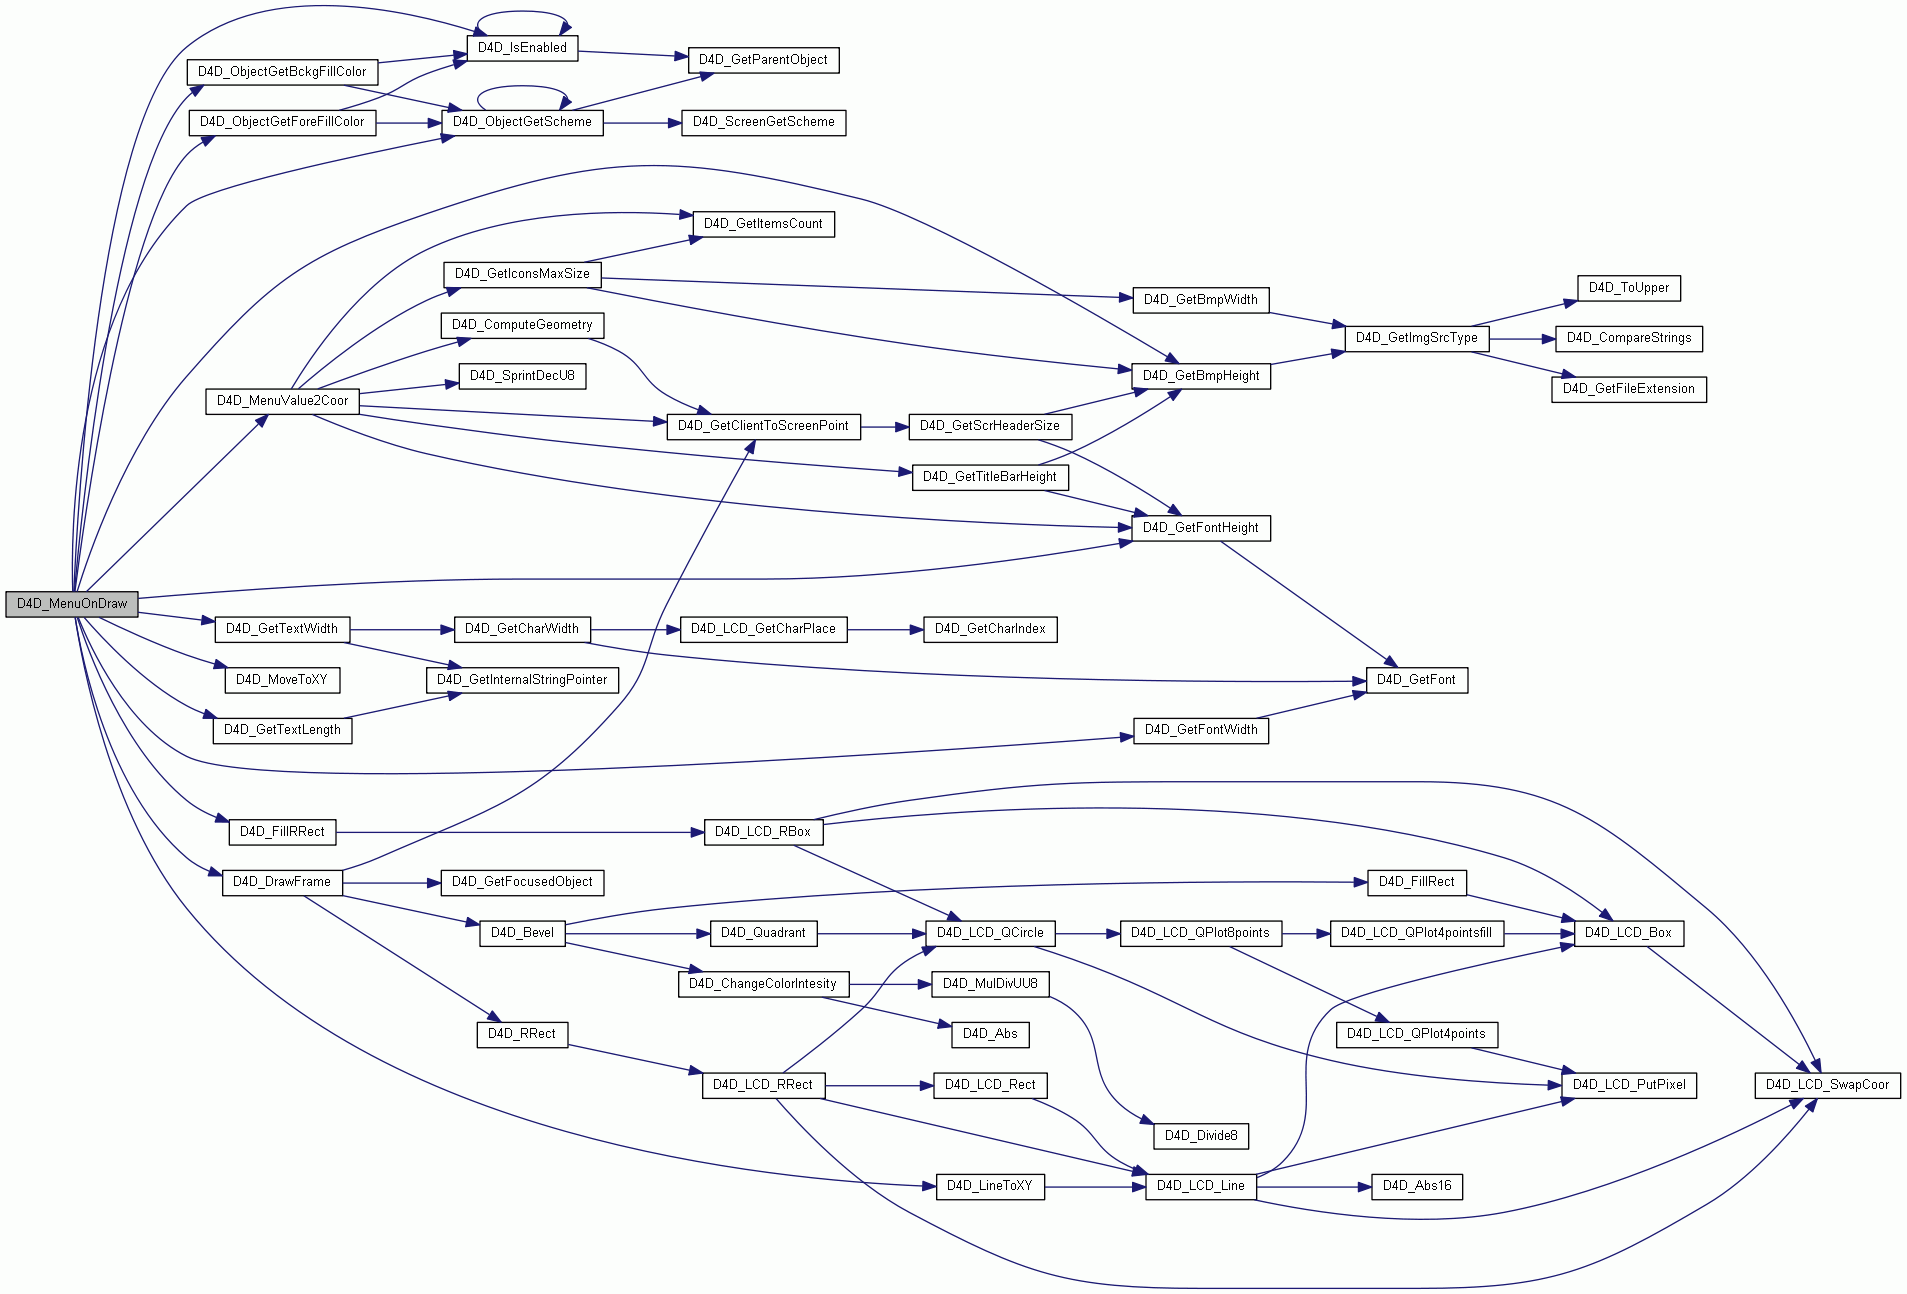 D4D_IsEnabled
D4D_GetParentObject
D4D_ObjectGetBckgFillColor
D4D_ObjectGetForeFillColor
D4D_ObjectGetScheme
D4D_ScreenGetScheme
D4D_GetItemsCount
D4D_GetIconsMaxSize
D4D_ToUpper
D4D_GetBmpWidth
D4D_ComputeGeometry
D4D_GetImgSrcType
D4D_CompareStrings
D4D_SprintDecU8
D4D_GetBmpHeight
D4D_GetFileExtension
D4D_MenuValue2Coor
D4D_GetClientToScreenPoint
D4D_GetScrHeaderSize
D4D_GetTitleBarHeight
D4D_GetFontHeight
D4D_MenuOnDraw
D4D_GetTextWidth
D4D_GetCharWidth
D4D_LCD_GetCharPlace
D4D_GetCharIndex
D4D_MoveToXY
D4D_GetInternalStringPointer
D4D_GetFont
D4D_GetTextLength
D4D_GetFontWidth
D4D_FillRRect
D4D_LCD_RBox
D4D_DrawFrame
D4D_GetFocusedObject
D4D_FillRect
D4D_Bevel
D4D_Quadrant
D4D_LCD_QCircle
D4D_LCD_QPlot8points
D4D_LCD_QPlot4pointsfill
D4D_LCD_Box
D4D_ChangeColorIntesity
D4D_MulDivUU8
D4D_RRect
D4D_Abs
D4D_LCD_QPlot4points
D4D_LCD_RRect
D4D_LCD_Rect
D4D_LCD_PutPixel
D4D_LCD_SwapCoor
D4D_Divide8
D4D_LineToXY
D4D_LCD_Line
D4D_Abs16